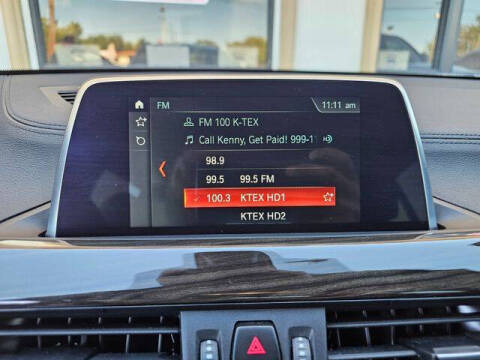 FM 11:11 am
FM 100 K-TEX
Call Kenny, Get Paid! 999-1
98.9
99.5 99.5 FM
100.3 KTEX HD1
KTEX HD2